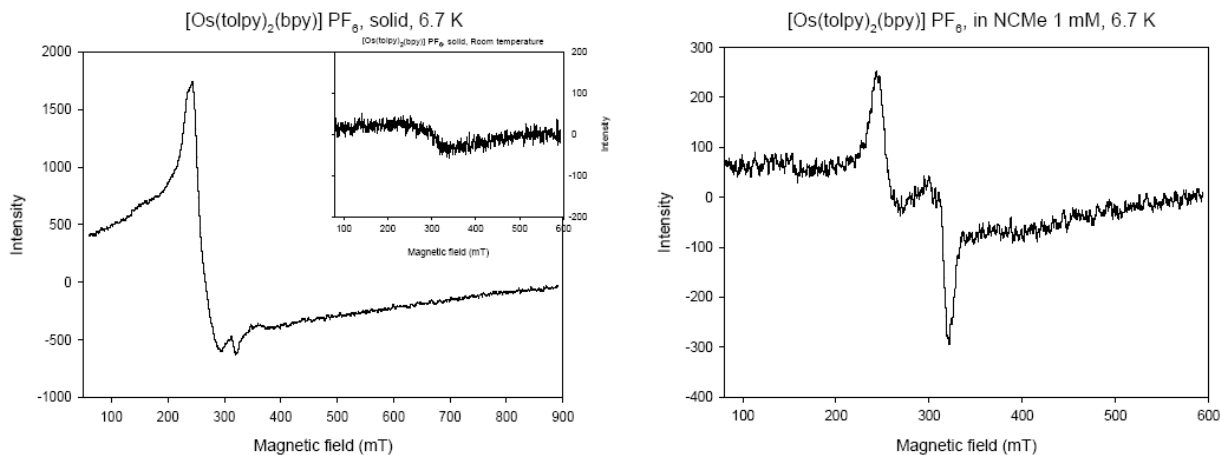 [Os(tolpy)₂(bpy)] PF₆, solid, 6.7 K
2000
1500
1000
500
0
-500
-1000
Intensity
100 200 300 400 500 600 700 800 900
Magnetic field (mT)
[Os(tolpy)₂(bpy)] PF₆, solid, Room temperature
200
100
0
-100
-200
Intensity
100 200 300 400 500 600
Magnetic field (mT)
[Os(tolpy)₂(bpy)] PF₆, in NCMe 1 mM, 6.7 K
300
200
100
0
-100
-200
-300
-400
Intensity
100 200 300 400 500 600
Magnetic field (mT)